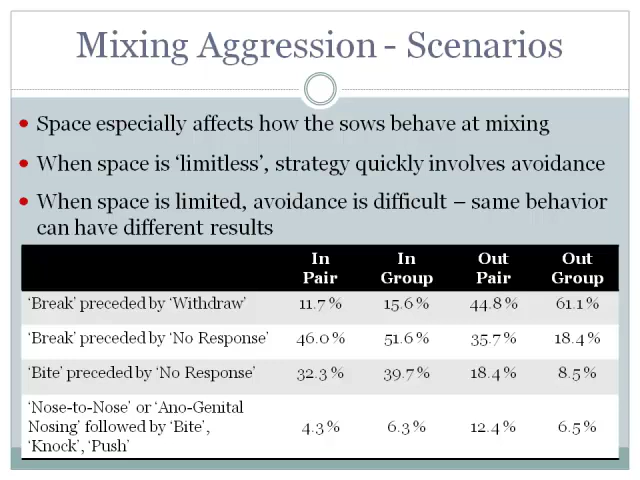 Mixing Aggression - Scenarios
Space especially affects how the sows behave at mixing
When space is ‘limitless’, strategy quickly involves avoidance
When space is limited, avoidance is difficult – same behavior
can have different results
In Pair In Group Out Pair Out Group
‘Break’ preceded by ‘Withdraw’ 11.7% 15.6% 44.8% 61.1%
‘Break’ preceded by ‘No Response’ 46.0% 51.6% 35.7% 18.4%
‘Bite’ preceded by ‘No Response’ 32.3% 39.7% 18.4% 8.5%
‘Nose-to-Nose’ or ‘Ano-Genital
Nosing’ followed by ‘Bite’, 4.3% 6.3% 12.4% 6.5%
‘Knock’, ‘Push’